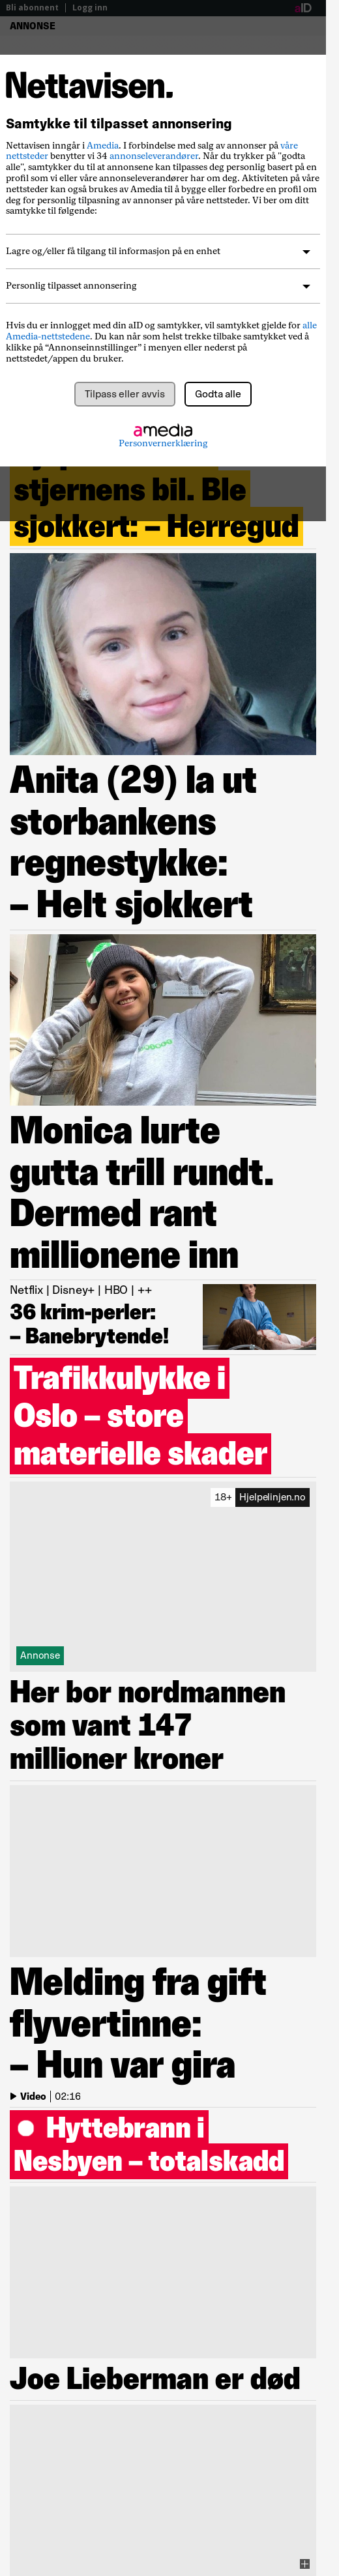 Bli abonnent | Logg inn
aID
ANNONSE
Nettavisen.
Samtykke til tilpasset annonsering
Nettavisen inngår i Amedia. I forbindelse med salg av annonser på våre
nettsteder benytter vi 34 annonseleverandører. Når du trykker på "godta
alle", samtykker du til at annonsene kan tilpasses deg personlig basert på en
profil som vi eller våre annonseleverandører har om deg. Aktiviteten på våre
nettsteder kan også brukes av Amedia til å bygge eller forbedre en profil om
deg for personlig tilpasning av annonser på våre nettsteder. Vi ber om ditt
samtykke til følgende:
Lagre og/eller få tilgang til informasjon på en enhet
Personlig tilpasset annonsering
Hvis du er innlogget med din aID og samtykker, vil samtykket gjelde for alle
Amedia-nettstedene. Du kan når som helst trekke tilbake samtykket ved å
klikke på “Annonseinnstillinger” i menyen eller nederst på
nettstedet/appen du bruker.
Tilpass eller avvis
Godta alle
amedia
Personvernerklæring
stjernens bil. Ble
sjokkert: – Herregud
Anita (29) la ut
storbankens
regnestykke:
– Helt sjokkert
Monica lurte
gutta trill rundt.
Dermed rant
millionene inn
Netflix | Disney+ | HBO | ++
36 krim-perler:
– Banebrytende!
Trafikkulykke i
Oslo – store
materielle skader
18+ Hjelpelinjen.no
Annonse
Her bor nordmannen
som vant 147
millioner kroner
Melding fra gift
flyvertinne:
– Hun var gira
Video | 02:16
Hyttebrann i
Nesbyen – totalskadd
Joe Lieberman er død